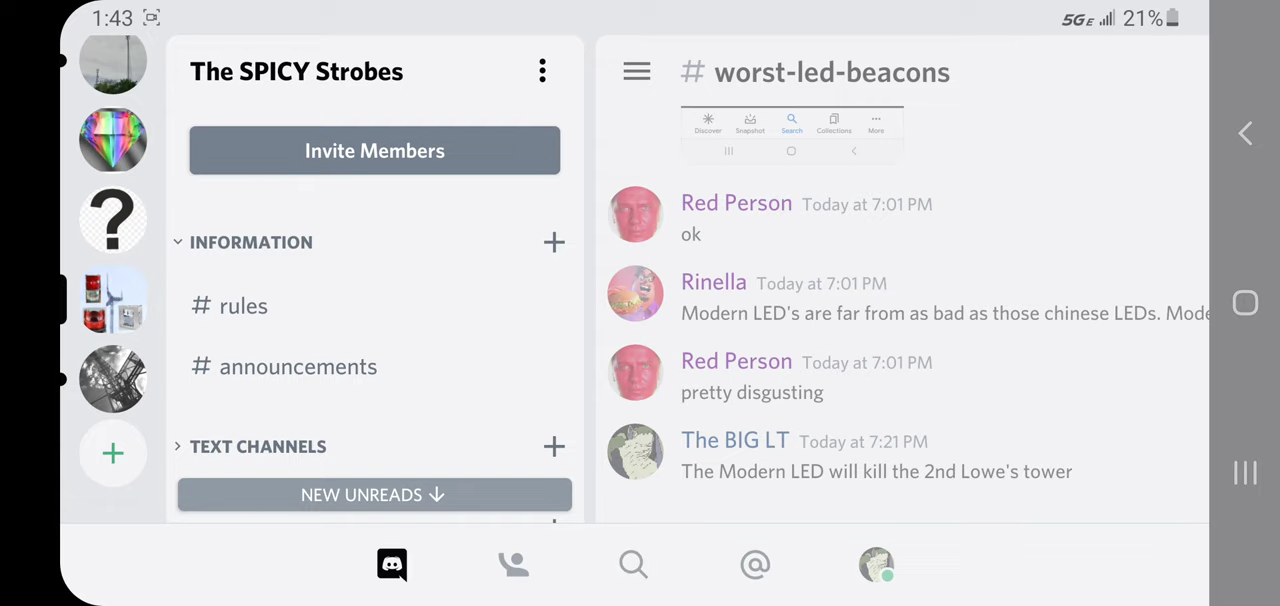 1:43
5GE 21%
The SPICY Strobes
Invite Members
INFORMATION
# rules
# announcements
TEXT CHANNELS
NEW UNREADS
# worst-led-beacons
Discover Snapshot Search Collections More
Red Person Today at 7:01 PM
ok
Rinella Today at 7:01 PM
Modern LED's are far from as bad as those chinese LEDs. Mode
Red Person Today at 7:01 PM
pretty disgusting
The BIG LT Today at 7:21 PM
The Modern LED will kill the 2nd Lowe's tower